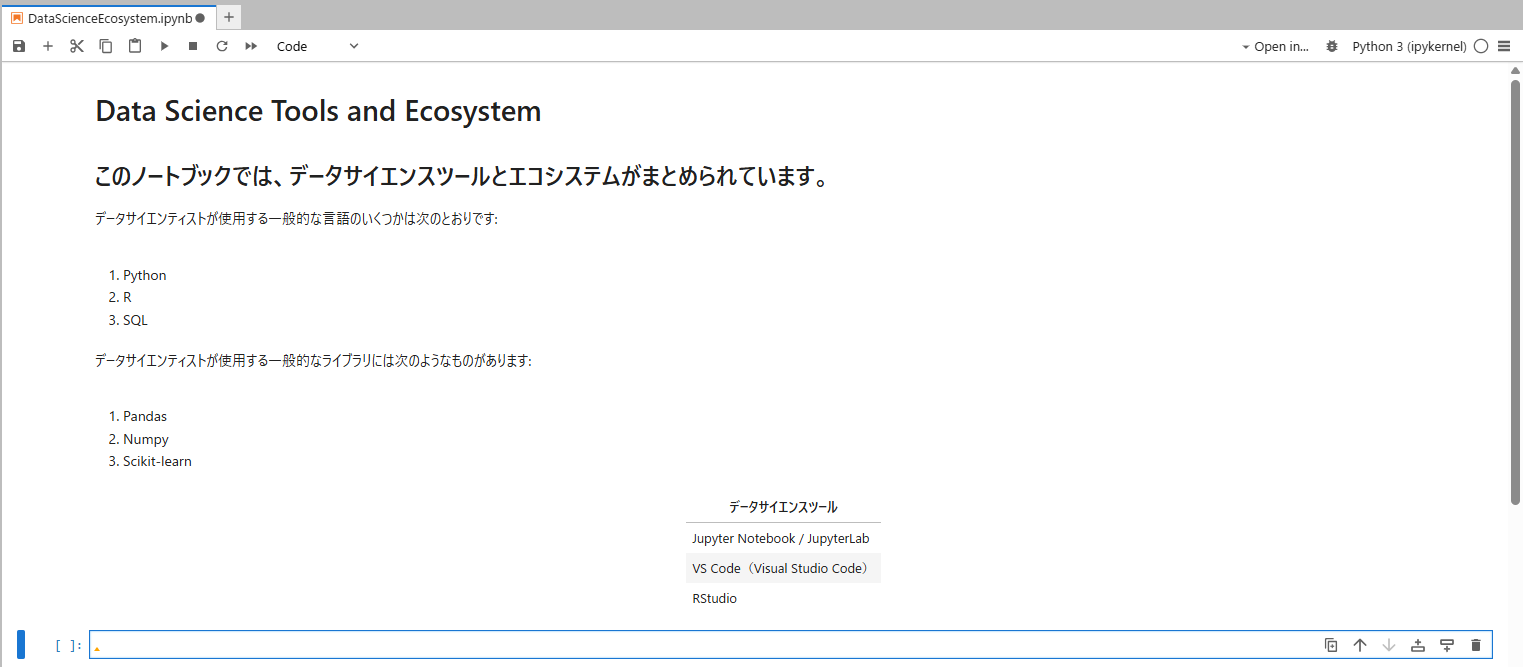 DataScienceEcosystem.ipynb
Code
Open in...
Python 3 (ipykernel)
Data Science Tools and Ecosystem
このノートブックでは、データサイエンスツールとエコシステムがまとめられています。
データサイエンティストが使用する一般的な言語のいくつかは次のとおりです:
1. Python
2. R
3. SQL
データサイエンティストが使用する一般的なライブラリには次のようなものがあります:
1. Pandas
2. Numpy
3. Scikit-learn
データサイエンスツール
Jupyter Notebook / JupyterLab
VS Code（Visual Studio Code）
RStudio
[ ]: